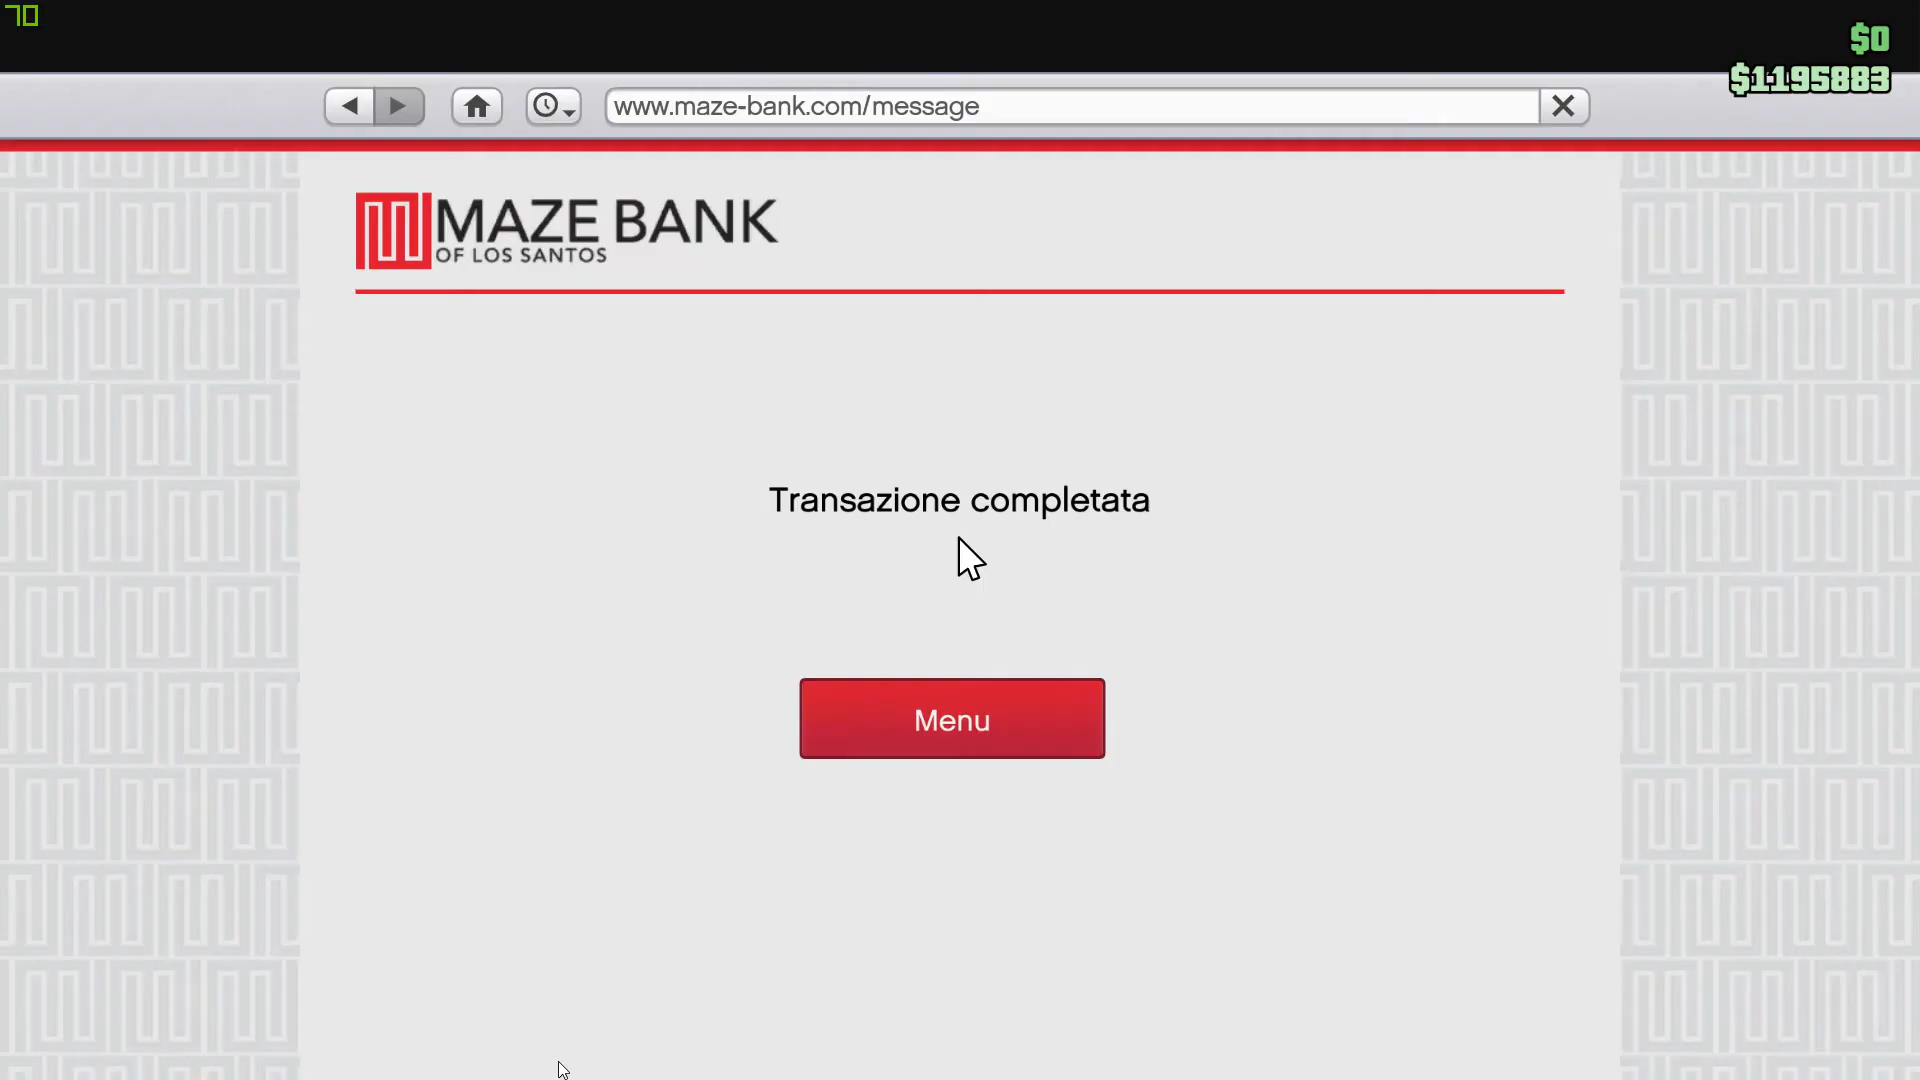 70
$0
$1195883
www.maze-bank.com/message
MAZE BANK
OF LOS SANTOS
Transazione completata
Menu